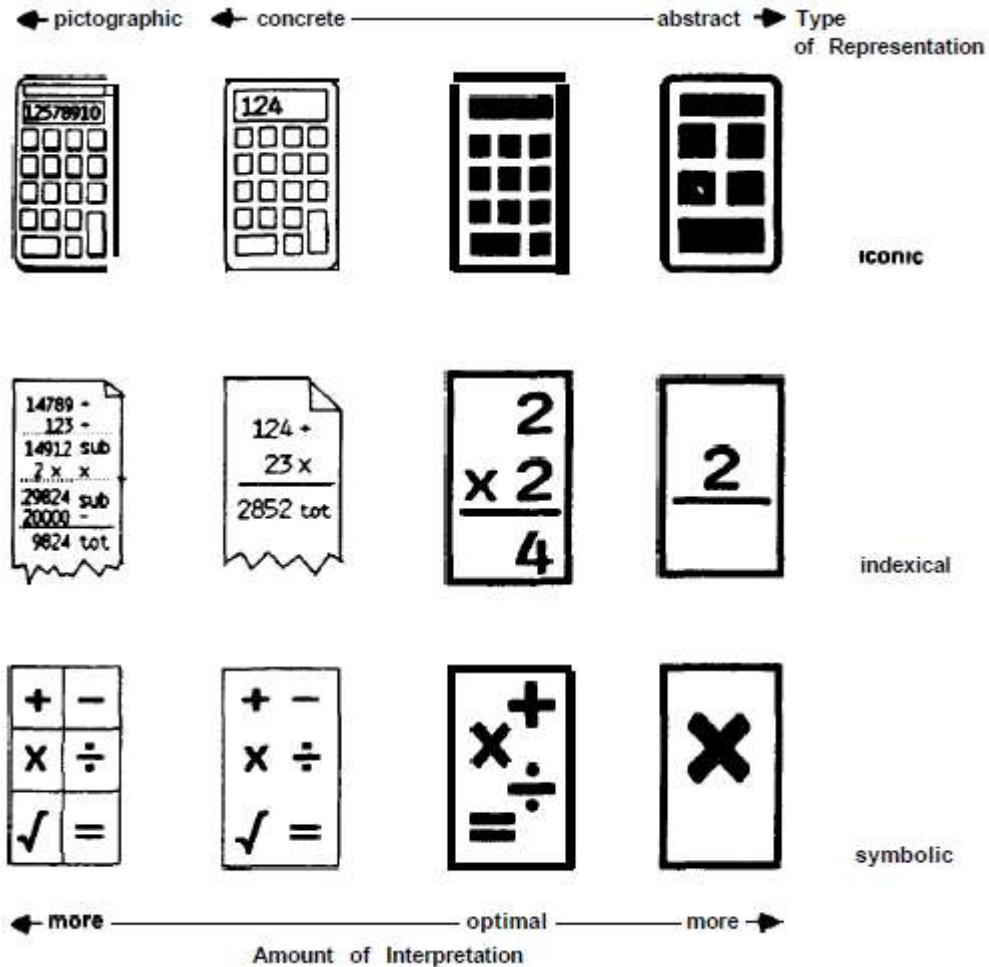 pictographic concrete abstract Type
of Representation
12578910 124
iconic
14789 +
123 +
14912 sub
2 x x
29824 sub
20000 -
9824 tot
124 +
23 x
2852 tot
2
x 2
4
2
indexical
+ −
x ÷
√ =
+ −
x ÷
√ =
+
x
÷
=
x
symbolic
more optimal more
Amount of Interpretation